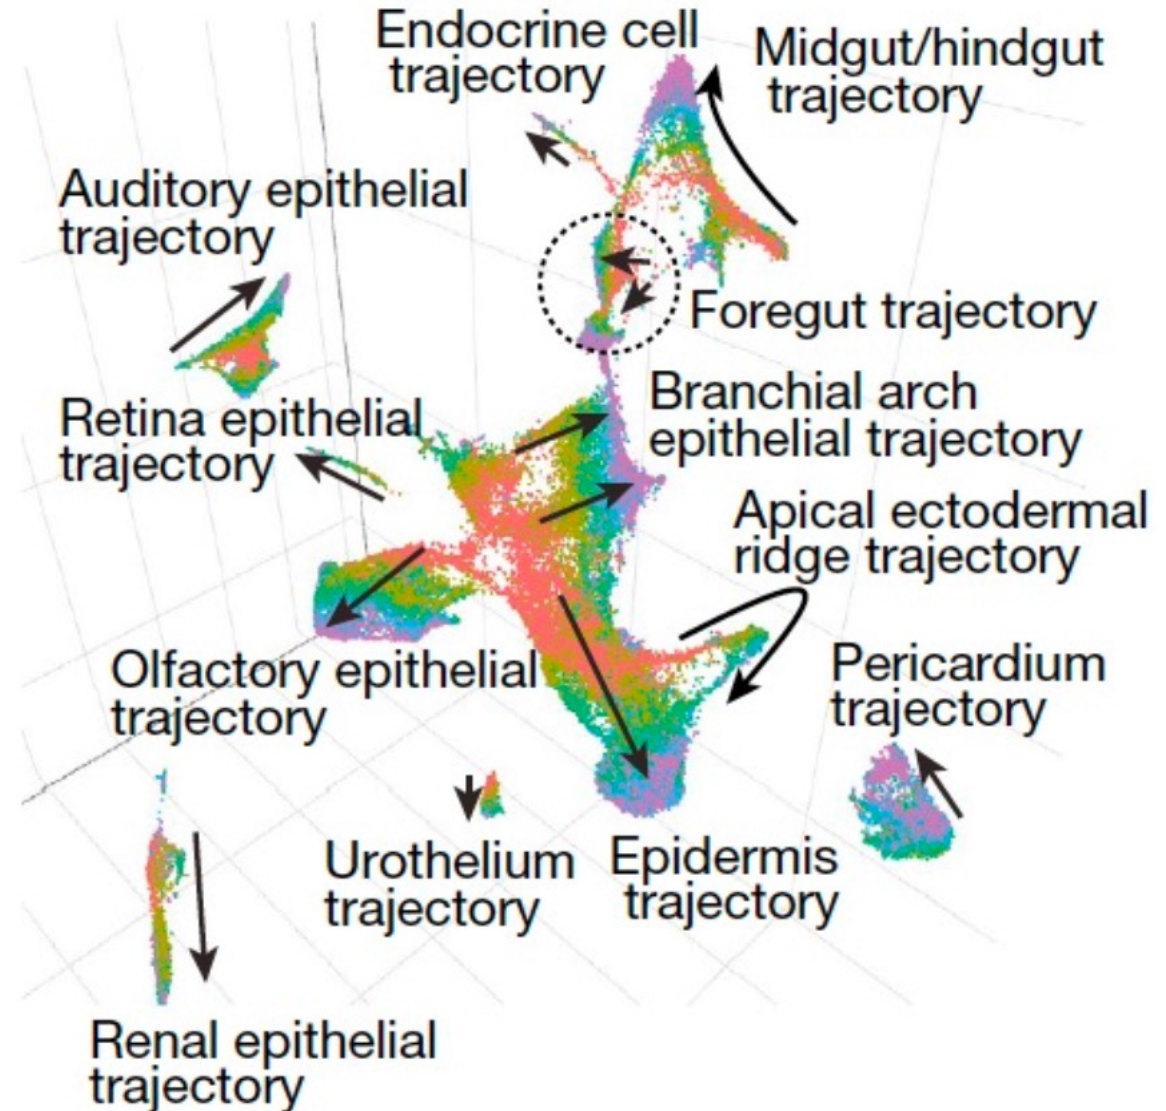 Endocrine cell
trajectory
Midgut/hindgut
trajectory
Auditory epithelial
trajectory
Foregut trajectory
Retina epithelial
trajectory
Branchial arch
epithelial trajectory
Apical ectodermal
ridge trajectory
Olfactory epithelial
trajectory
Pericardium
trajectory
Urothelium
trajectory
Epidermis
trajectory
Renal epithelial
trajectory